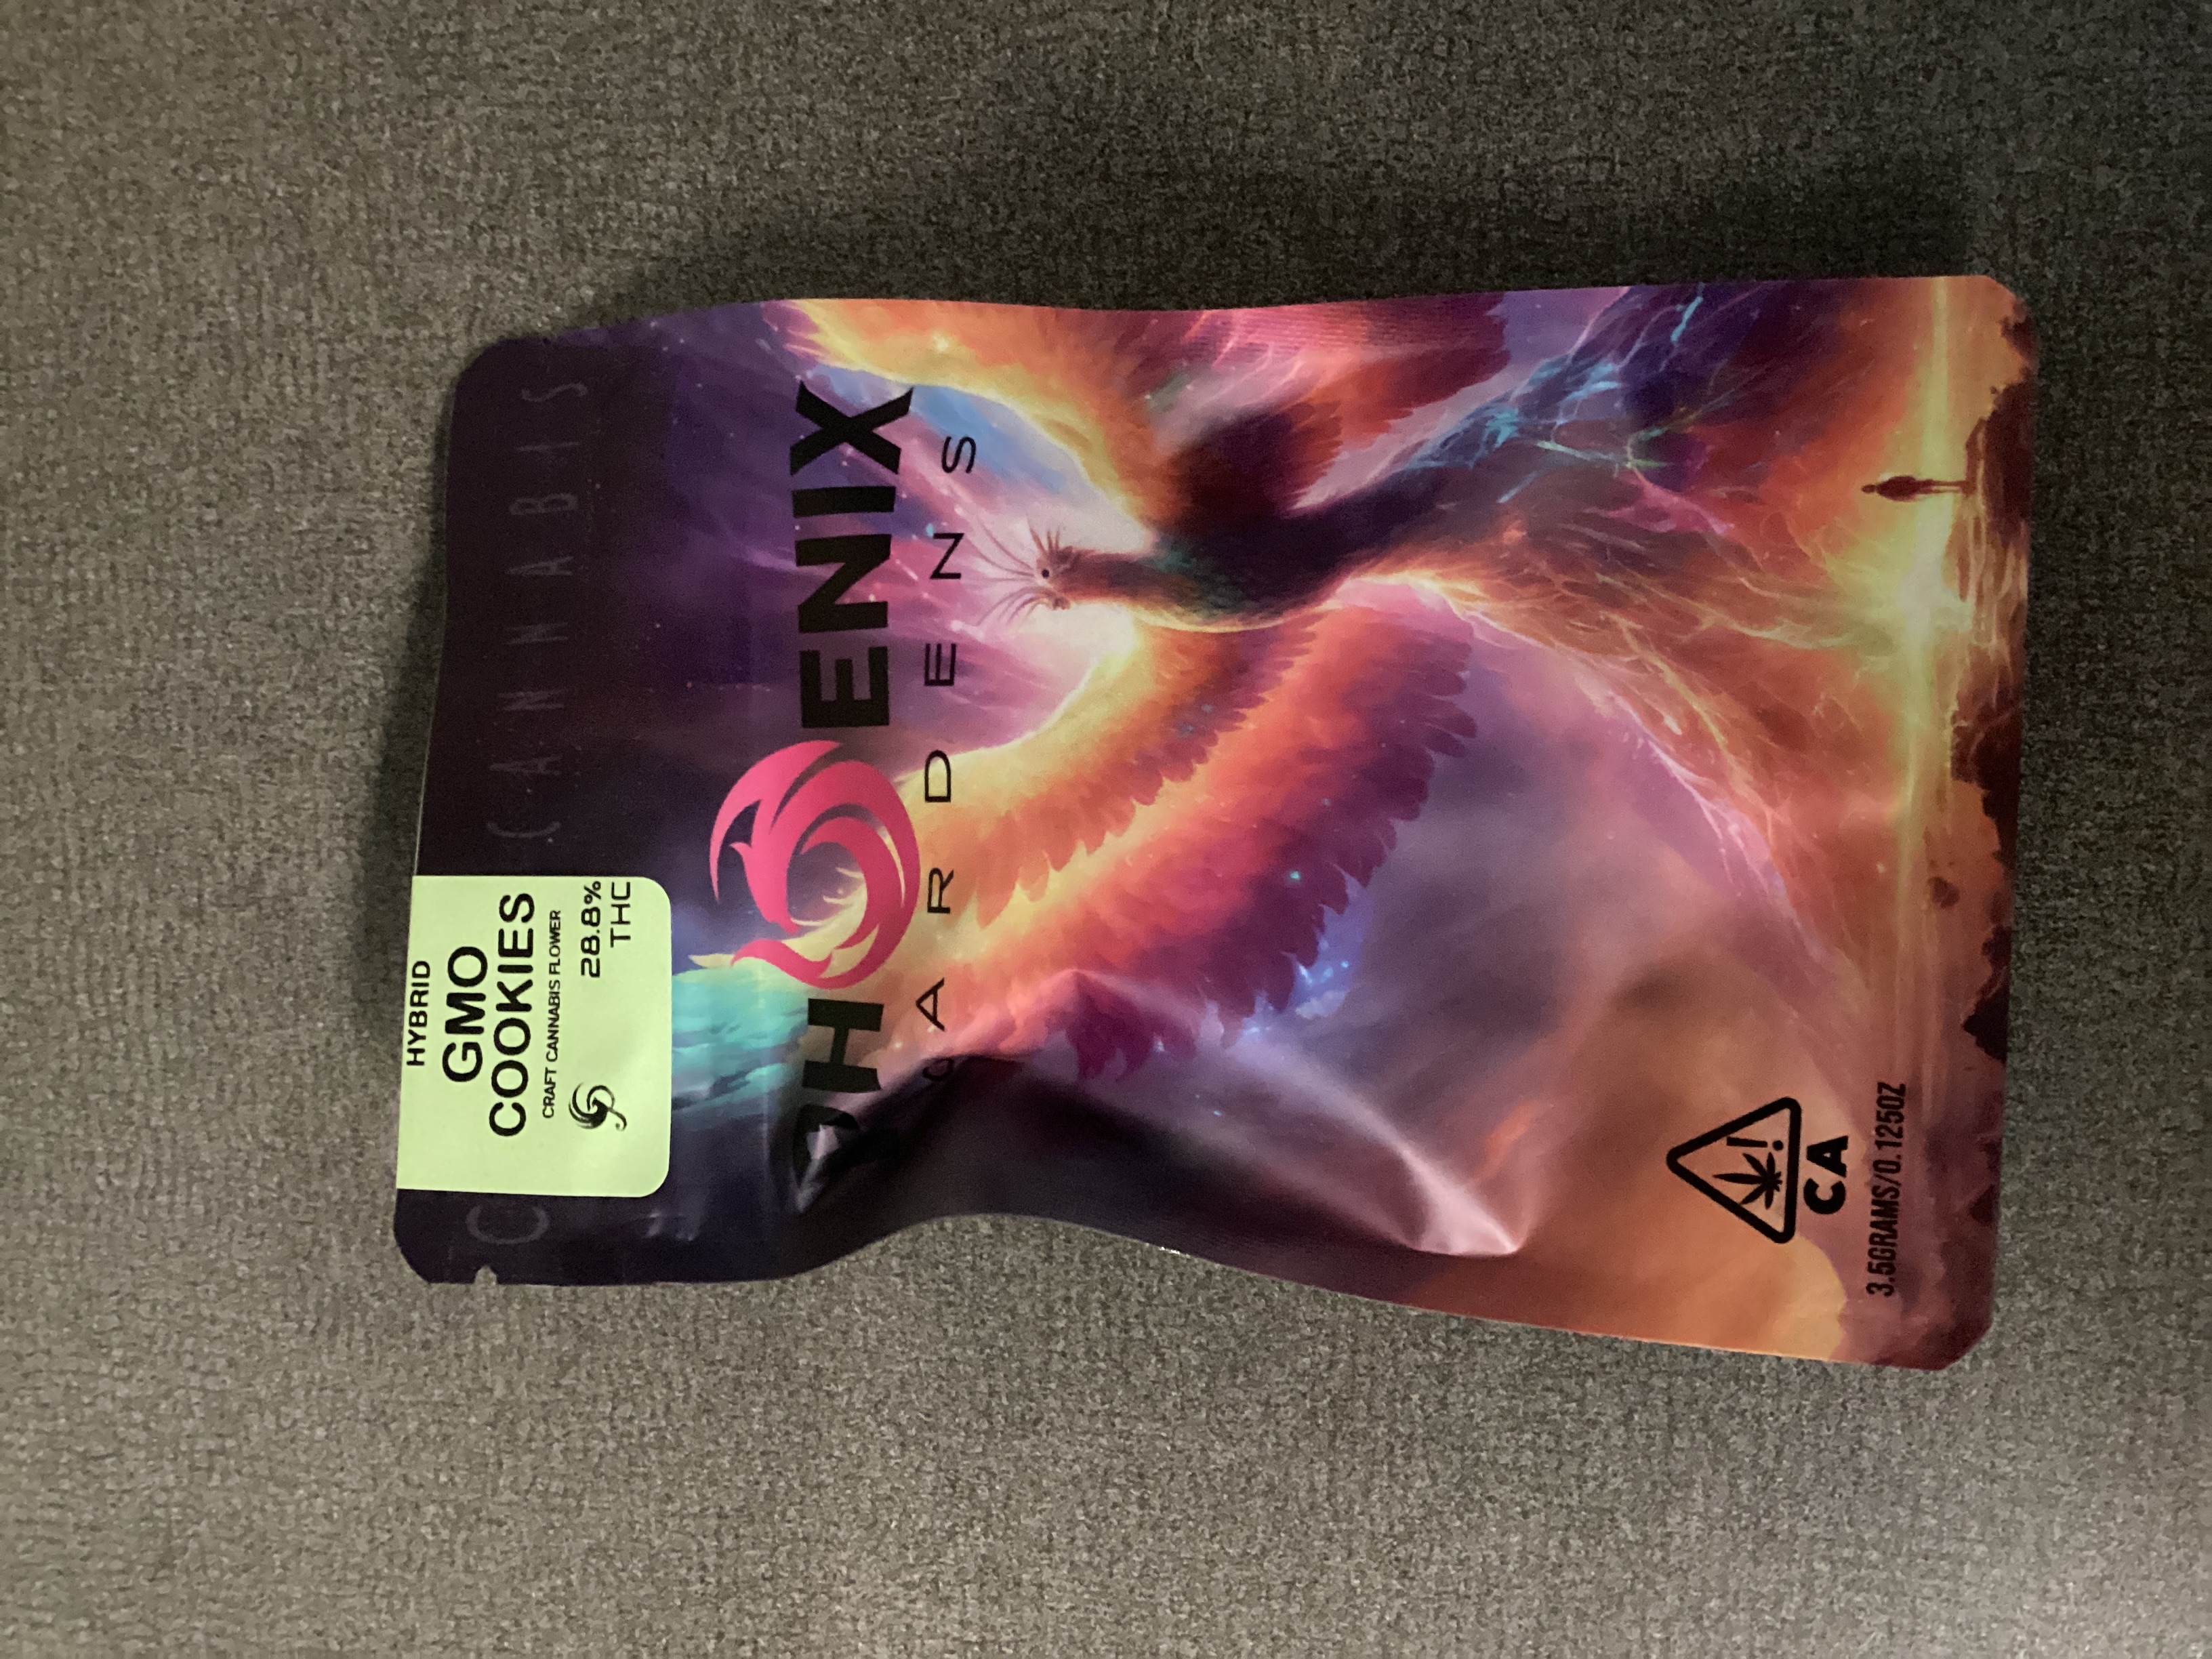 HYBRID
GMO
COOKIES
CRAFT CANNABIS FLOWER
28.8%
THC
CANNABIS
PHOENIX
GARDENS
CA
3.5GRAMS/0.125OZ